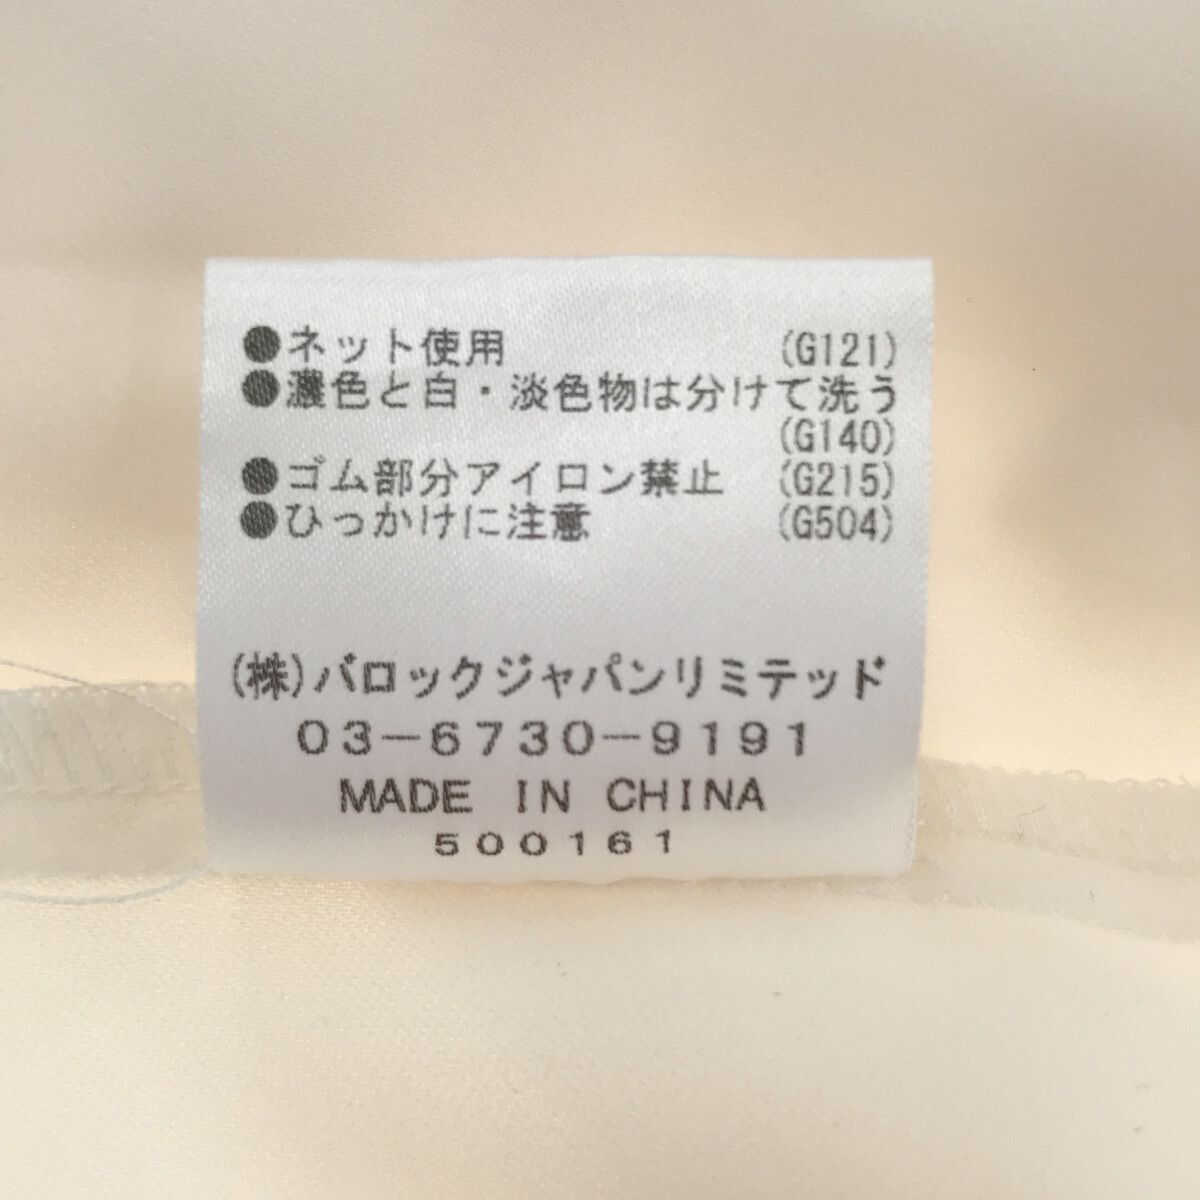 ●ネット使用 (G121)
●濃色と白・淡色物は分けて洗う
(G140)
●ゴム部分アイロン禁止 (G215)
●ひっかけに注意 (G504)
(株)バロックジャパンリミテッド
03-6730-9191
MADE IN CHINA
500161